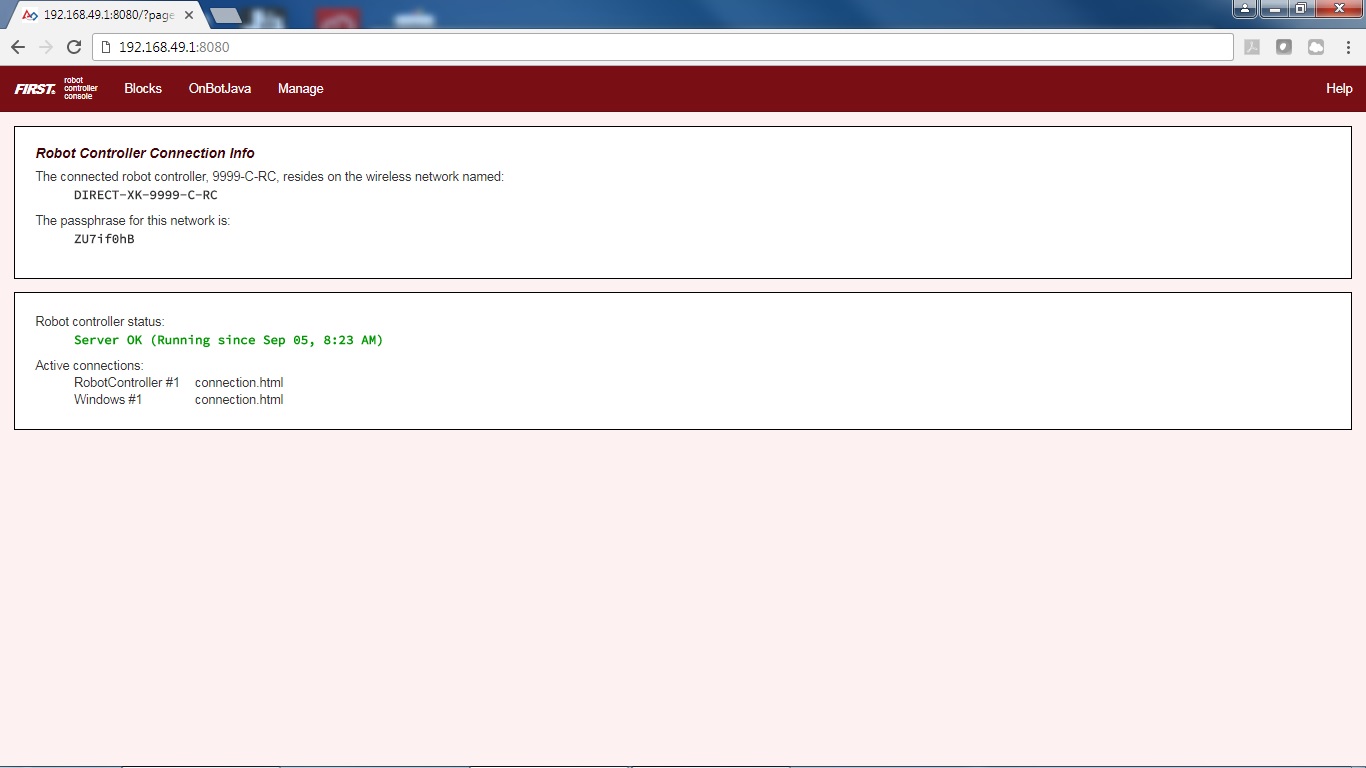 192.168.49.1:8080/?page
192.168.49.1:8080
FIRST® robot controller console Blocks OnBotJava Manage Help
Robot Controller Connection Info
The connected robot controller, 9999-C-RC, resides on the wireless network named:
DIRECT-XK-9999-C-RC
The passphrase for this network is:
ZU7if0hB
Robot controller status:
Server OK (Running since Sep 05, 8:23 AM)
Active connections:
RobotController #1 connection.html
Windows #1 connection.html